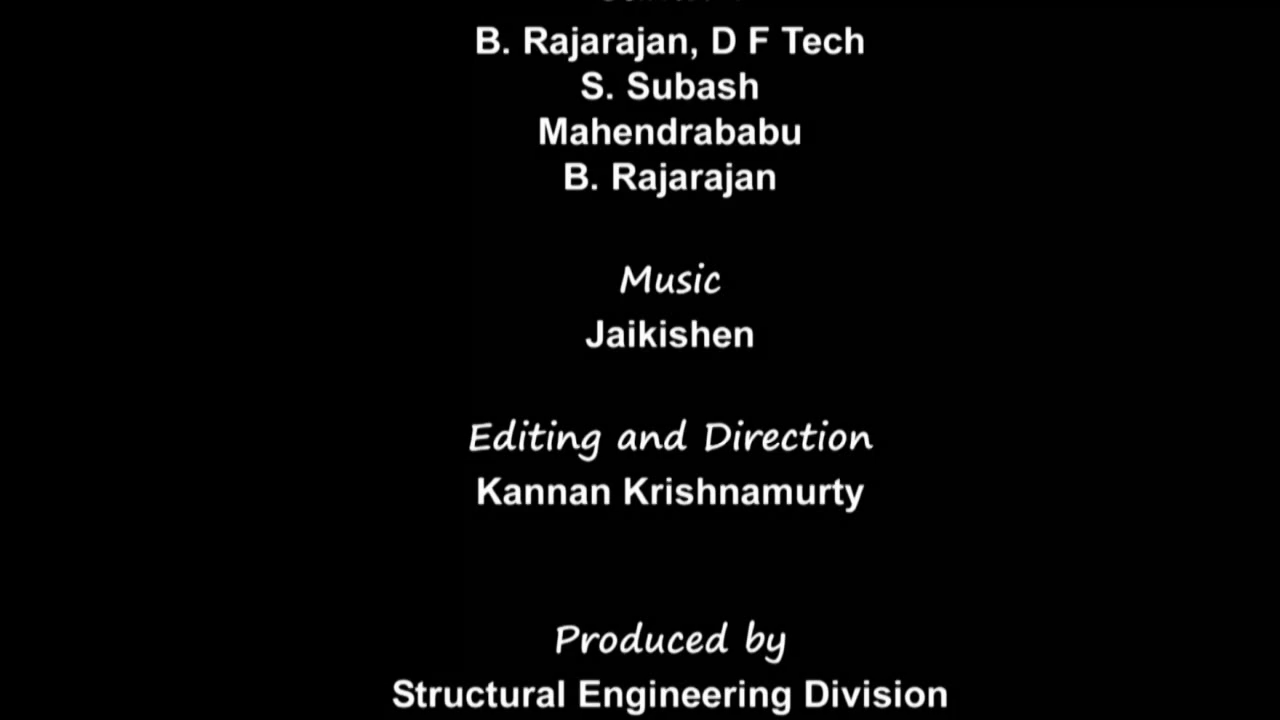 B. Rajarajan, D F Tech
S. Subash
Mahendrababu
B. Rajarajan
Music
Jaikishen
Editing and Direction
Kannan Krishnamurty
Produced by
Structural Engineering Division